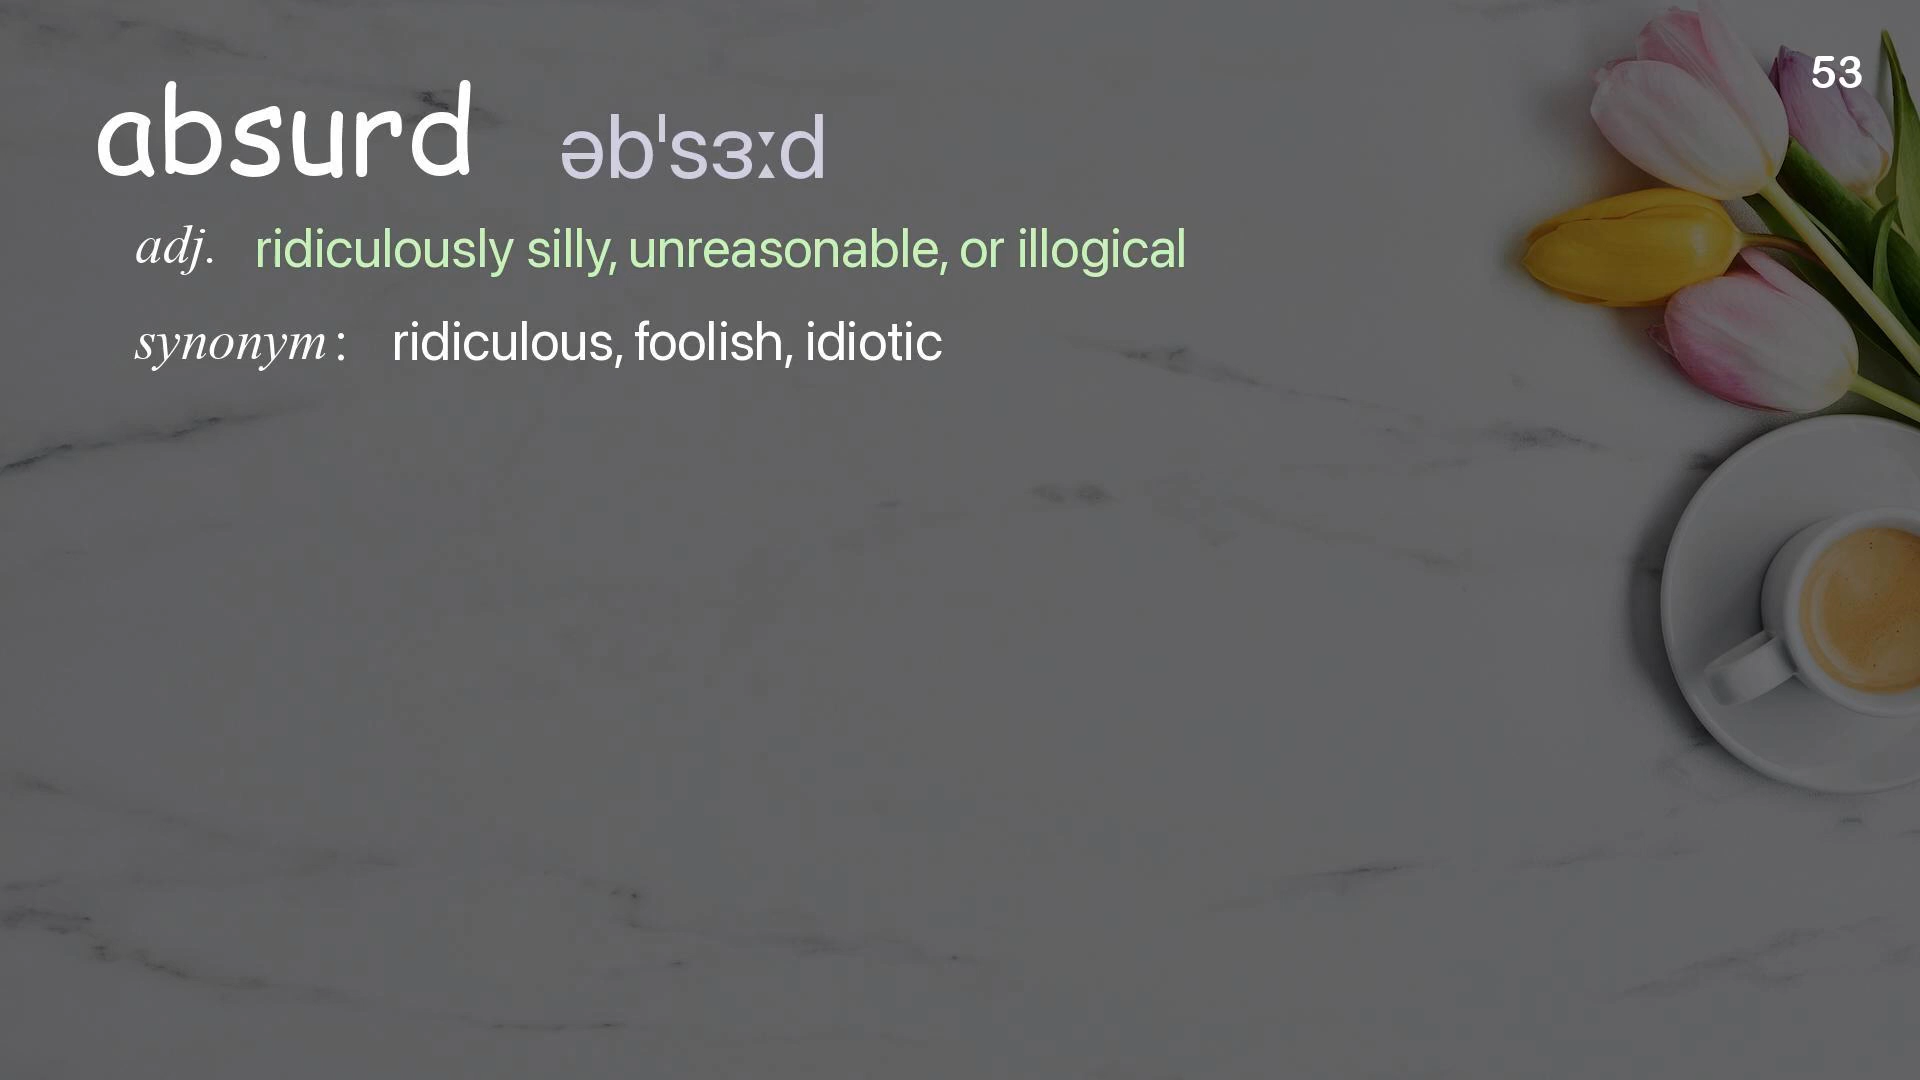 53
absurd əbˈsɜːd
adj. ridiculously silly, unreasonable, or illogical
synonym: ridiculous, foolish, idiotic